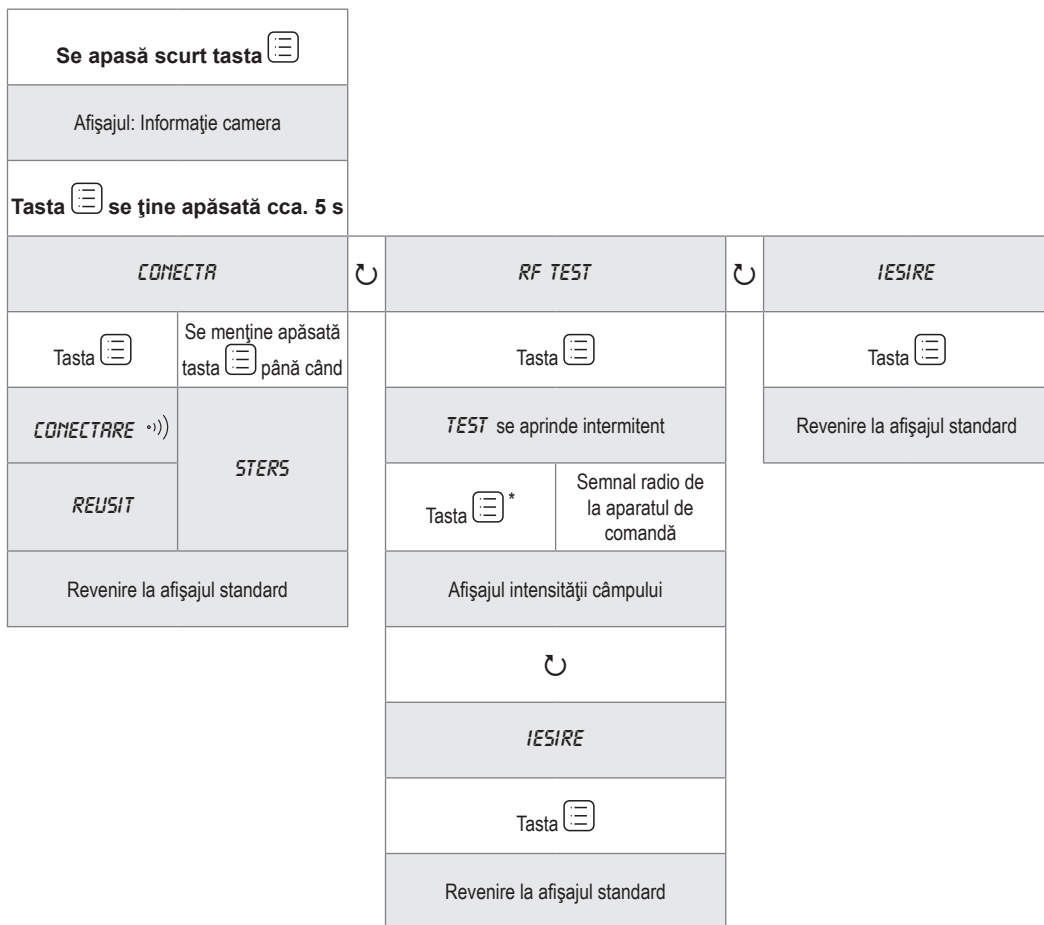 Se apasă scurt tasta
Afişajul: Informaţie camera
Tasta se ţine apăsată cca. 5 s
CONECTA
RF TEST
IESIRE
Tasta
Se menţine apăsată
tasta până când
Tasta
Tasta
CONECTARE
STERS
TEST se aprinde intermitent
Revenire la afişajul standard
REUSIT
Tasta *
Semnal radio de
la aparatul de
comandă
Revenire la afişajul standard
Afişajul intensităţii câmpului
IESIRE
Tasta
Revenire la afişajul standard